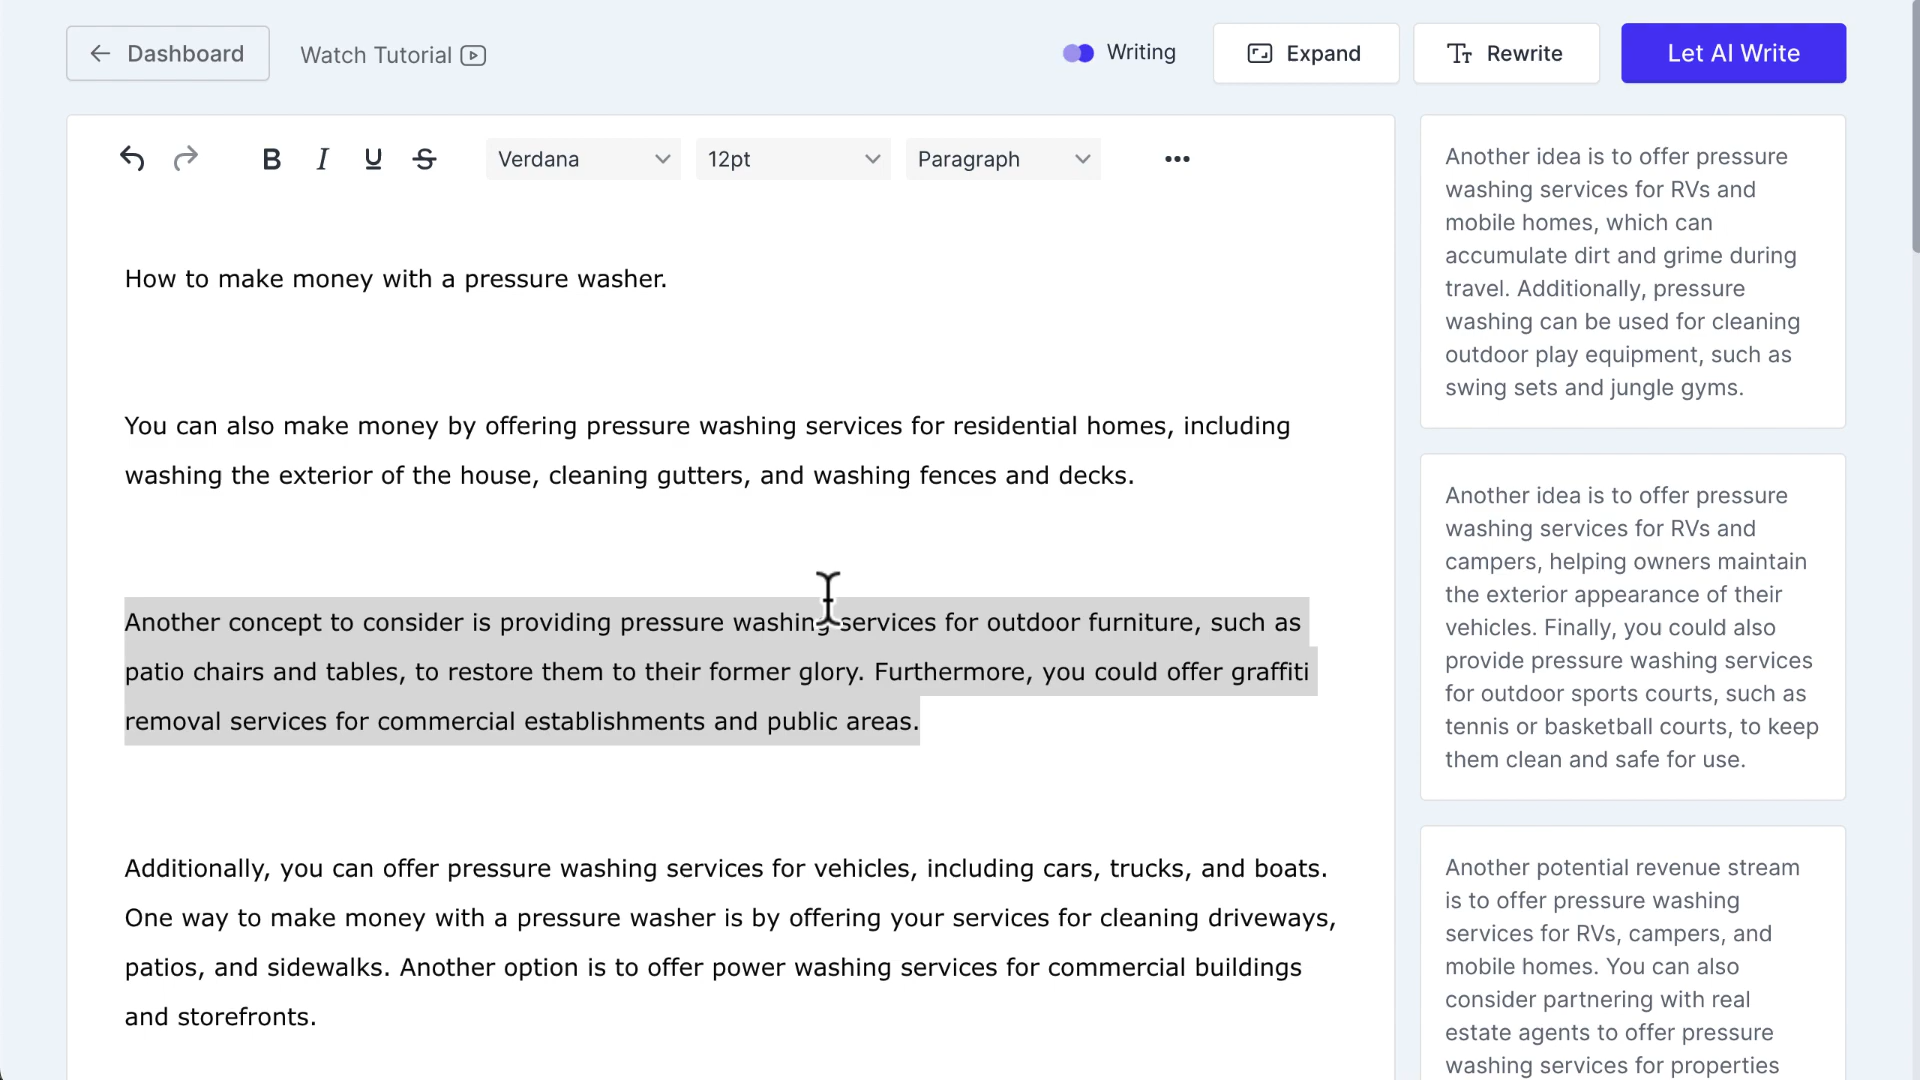 Dashboard
Watch Tutorial
Writing
Expand
Rewrite
Let AI Write
B I U S
Verdana
12pt
Paragraph
How to make money with a pressure washer.
You can also make money by offering pressure washing services for residential homes, including
washing the exterior of the house, cleaning gutters, and washing fences and decks.
Another concept to consider is providing pressure washing services for outdoor furniture, such as
patio chairs and tables, to restore them to their former glory. Furthermore, you could offer graffiti
removal services for commercial establishments and public areas.
Additionally, you can offer pressure washing services for vehicles, including cars, trucks, and boats.
One way to make money with a pressure washer is by offering your services for cleaning driveways,
patios, and sidewalks. Another option is to offer power washing services for commercial buildings
and storefronts.
Another idea is to offer pressure
washing services for RVs and
mobile homes, which can
accumulate dirt and grime during
travel. Additionally, pressure
washing can be used for cleaning
outdoor play equipment, such as
swing sets and jungle gyms.
Another idea is to offer pressure
washing services for RVs and
campers, helping owners maintain
the exterior appearance of their
vehicles. Finally, you could also
provide pressure washing services
for outdoor sports courts, such as
tennis or basketball courts, to keep
them clean and safe for use.
Another potential revenue stream
is to offer pressure washing
services for RVs, campers, and
mobile homes. You can also
consider partnering with real
estate agents to offer pressure
washing services for properties